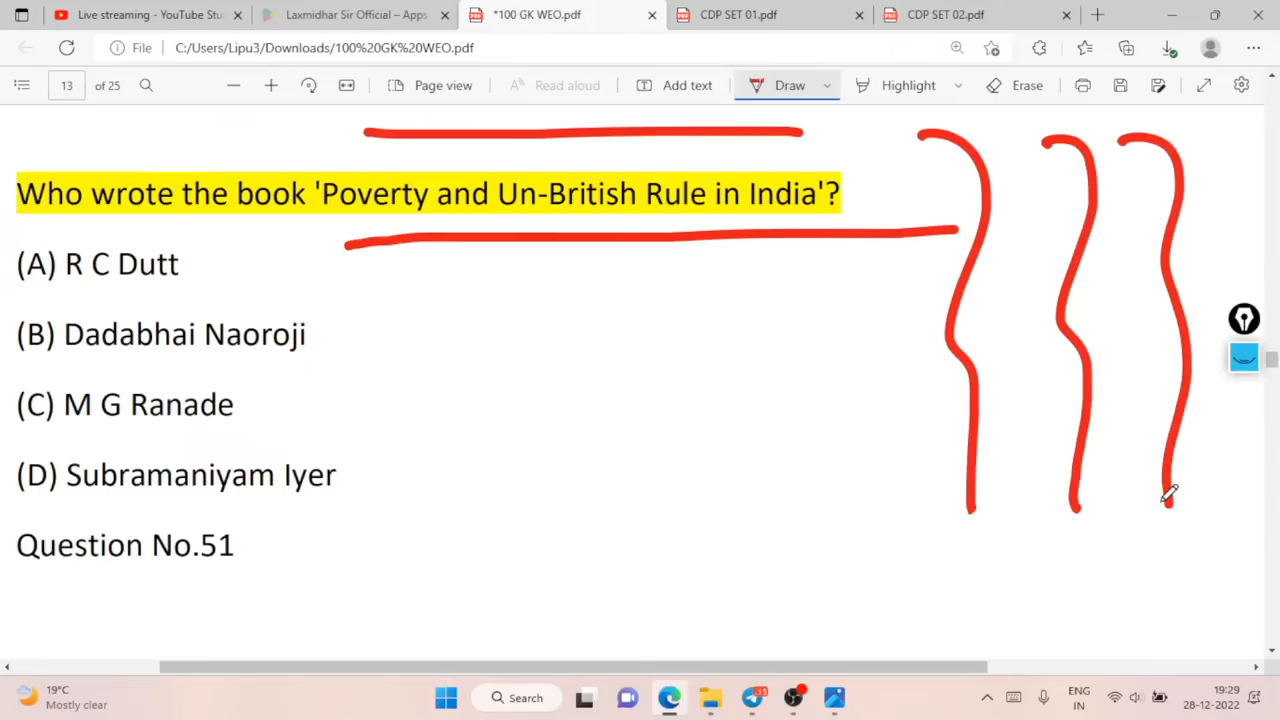 Live streaming - YouTube Stu
Laxmidhar Sir Official – Apps
*100 GK WEO.pdf
CDP SET 01.pdf
CDP SET 02.pdf
File
C:/Users/Lipu3/Downloads/100%20GK%20WEO.pdf
13 of 25
Page view
Read aloud
Add text
Draw
Highlight
Erase
Who wrote the book 'Poverty and Un-British Rule in India'?
(A) R C Dutt
(B) Dadabhai Naoroji
(C) M G Ranade
(D) Subramaniyam Iyer
Question No.51
19°C
Mostly clear
Search
ENG
IN
19:29
28-12-2022